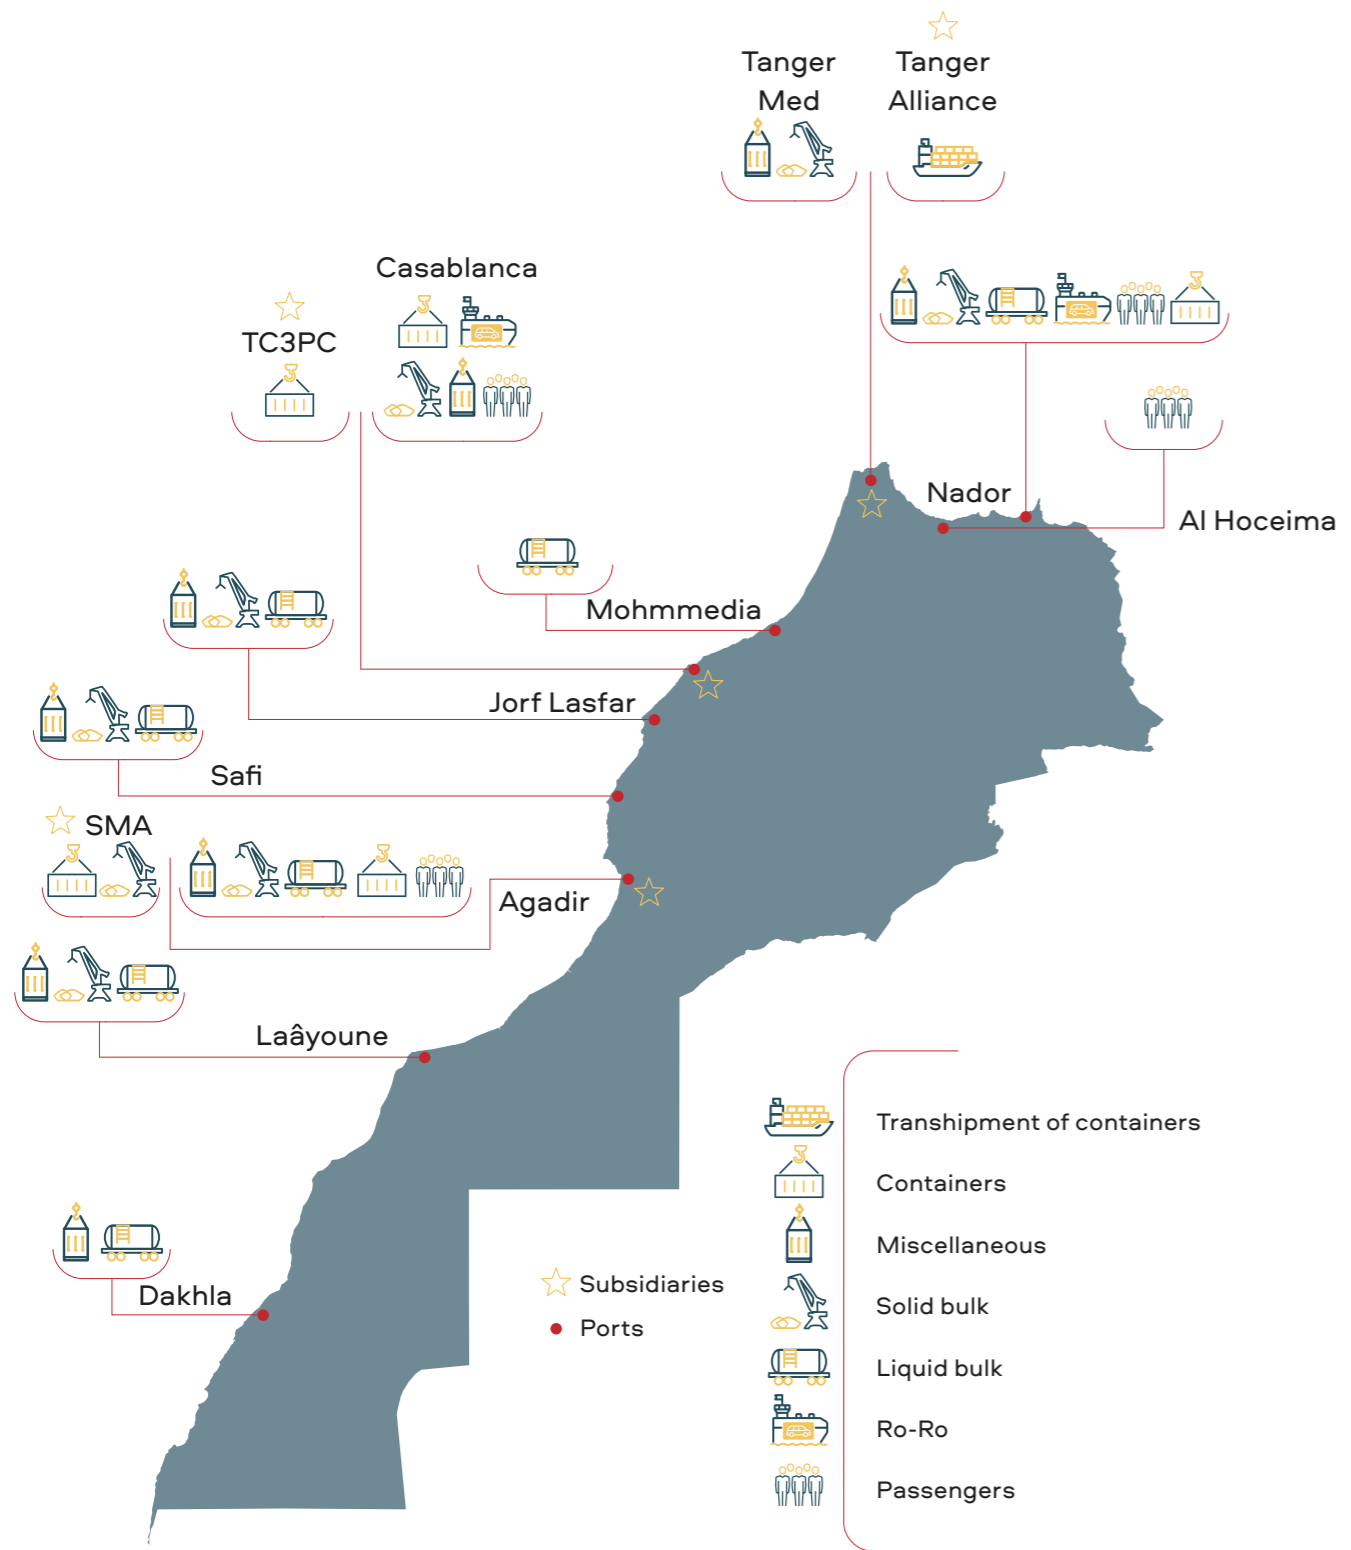 Tanger
Med
Tanger
Alliance
Casablanca
TC3PC
Nador
Al Hoceima
Mohmmedia
Jorf Lasfar
Safi
SMA
Agadir
Laâyoune
Dakhla
Subsidiaries
Ports
Transhipment of containers
Containers
Miscellaneous
Solid bulk
Liquid bulk
Ro-Ro
Passengers